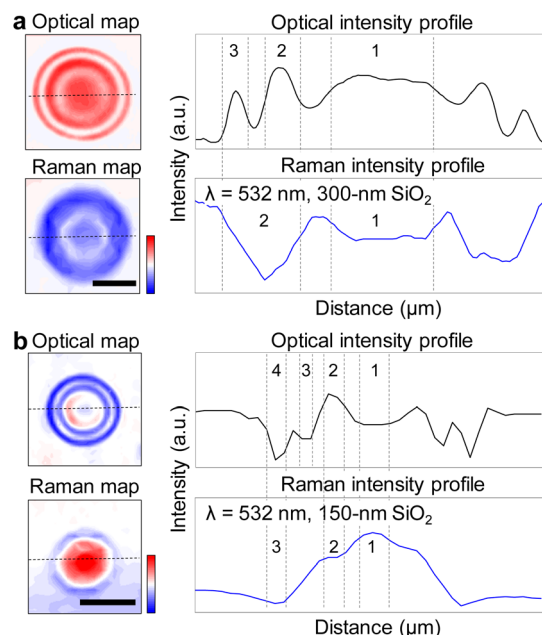 a
Optical map
Optical intensity profile
3 2 1
Raman map
Raman intensity profile
λ = 532 nm, 300-nm SiO₂
2 1
Intensity (a.u.)
Distance (μm)
b
Optical map
Optical intensity profile
4 3 2 1
Raman map
Raman intensity profile
λ = 532 nm, 150-nm SiO₂
3 2 1
Intensity (a.u.)
Distance (μm)